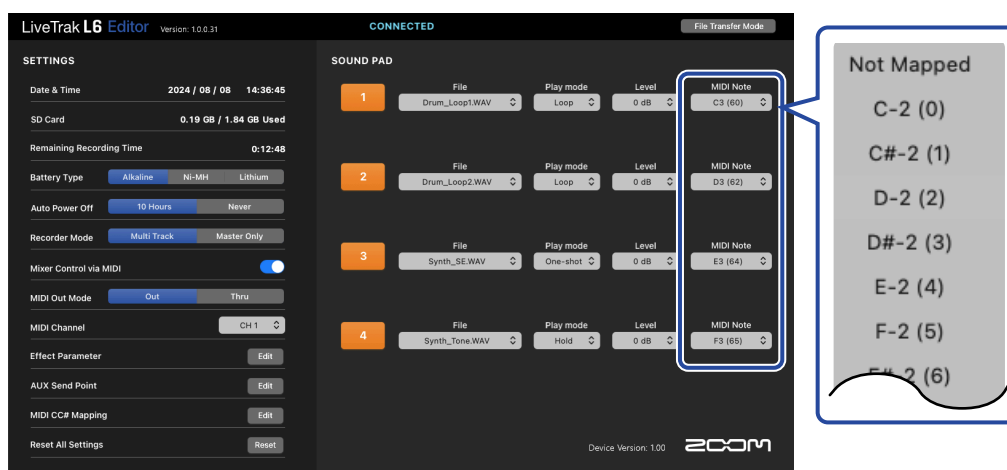 LiveTrak L6 Editor Version: 1.0.0.31
CONNECTED
File Transfer Mode
SETTINGS
Date & Time 2024 / 08 / 08 14:36:45
SD Card 0.19 GB / 1.84 GB Used
Remaining Recording Time 0:12:48
Battery Type Alkaline Ni-MH Lithium
Auto Power Off 10 Hours Never
Recorder Mode Multi Track Master Only
Mixer Control via MIDI
MIDI Out Mode Out Thru
MIDI Channel CH 1
Effect Parameter Edit
AUX Send Point Edit
MIDI CC# Mapping Edit
Reset All Settings Reset
SOUND PAD
File Play mode Level MIDI Note
1 Drum_Loop1.WAV Loop 0 dB C3 (60)
File Play mode Level MIDI Note
2 Drum_Loop2.WAV Loop 0 dB D3 (62)
File Play mode Level MIDI Note
3 Synth_SE.WAV One-shot 0 dB E3 (64)
File Play mode Level MIDI Note
4 Synth_Tone.WAV Hold 0 dB F3 (65)
Device Version: 1.00 ZOOM
Not Mapped
C-2 (0)
C#-2 (1)
D-2 (2)
D#-2 (3)
E-2 (4)
F-2 (5)
F#-2 (6)